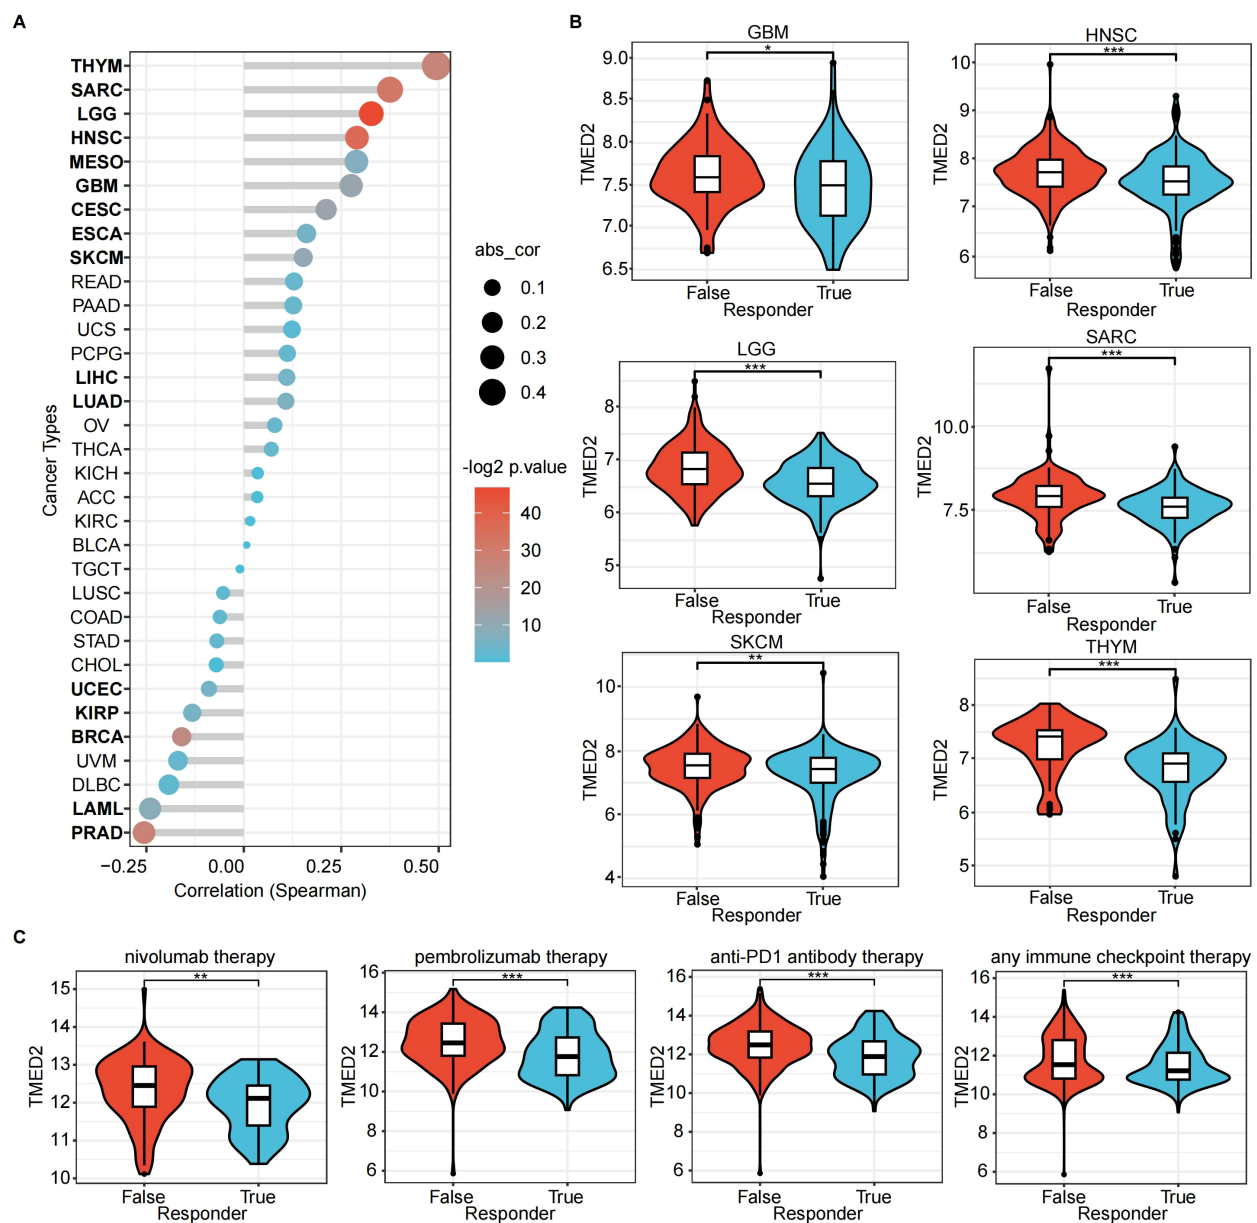 A
THYM
SARC
LGG
HNSC
MESO
GBM
CESC
ESCA
SKCM
READ
PAAD
UCS
PCPG
LIHC
LUAD
OV
THCA
KICH
ACC
KIRC
BLCA
TGCT
LUSC
COAD
STAD
CHOL
UCEC
KIRP
BRCA
UVM
DLBC
LAML
PRAD
Cancer Types
−0.25 0.00 0.25 0.50
Correlation (Spearman)
abs_cor
0.1
0.2
0.3
0.4
-log2 p.value
40
30
20
10
B
GBM
*
9.0
8.5
8.0
7.5
7.0
6.5
TMED2
False True
Responder
HNSC
***
10
9
8
7
6
TMED2
False True
Responder
LGG
***
8
7
6
5
TMED2
False True
Responder
SARC
***
10.0
7.5
TMED2
False True
Responder
SKCM
**
10
8
6
4
TMED2
False True
Responder
THYM
***
8
7
6
5
TMED2
False True
Responder
C
nivolumab therapy
**
15
14
13
12
11
10
TMED2
False True
Responder
pembrolizumab therapy
***
16
14
12
10
8
6
TMED2
False True
Responder
anti-PD1 antibody therapy
***
16
14
12
10
8
6
TMED2
False True
Responder
any immune checkpoint therapy
***
16
14
12
10
8
6
TMED2
False True
Responder